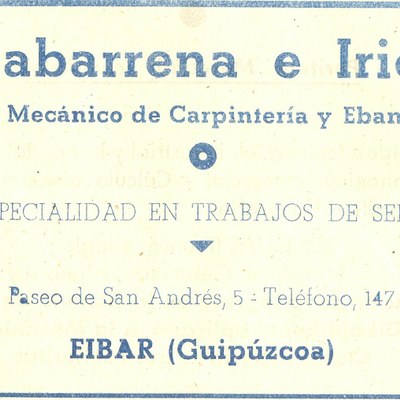 abarrena e Irio
Mecánico de Carpintería y Eban
PECIALIDAD EN TRABAJOS DE SE
Paseo de San Andrés, 5 - Teléfono, 147
EIBAR (Guipúzcoa)